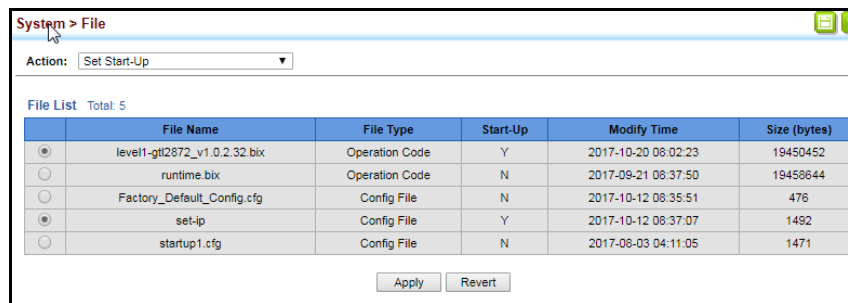 System > File
Action: Set Start-Up
File List Total: 5
File Name File Type Start-Up Modify Time Size (bytes)
level1-gtl2872_v1.0.2.32.bix Operation Code Y 2017-10-20 08:02:23 19450452
runtime.bix Operation Code N 2017-09-21 08:37:50 19458644
Factory_Default_Config.cfg Config File N 2017-10-12 08:35:51 476
set-ip Config File Y 2017-10-12 08:37:07 1492
startup1.cfg Config File N 2017-08-03 04:11:05 1471
Apply Revert